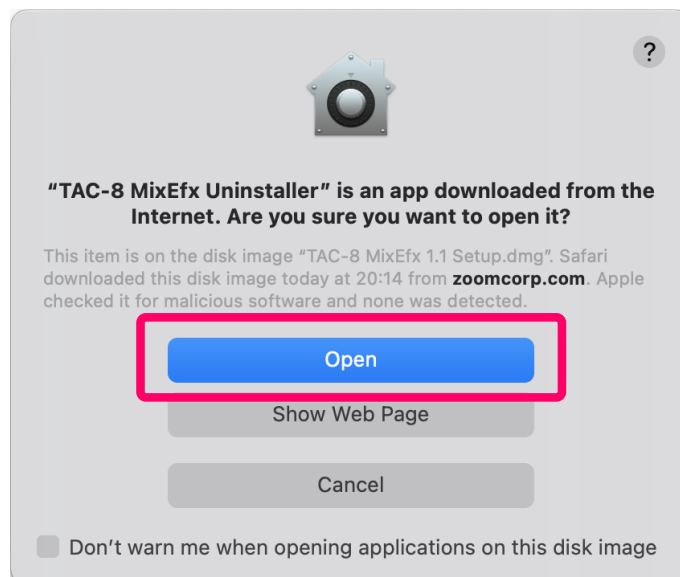 ?
“TAC-8 MixEfx Uninstaller” is an app downloaded from the
Internet. Are you sure you want to open it?
This item is on the disk image “TAC-8 MixEfx 1.1 Setup.dmg”. Safari
downloaded this disk image today at 20:14 from zoomcorp.com. Apple
checked it for malicious software and none was detected.
Open
Show Web Page
Cancel
Don’t warn me when opening applications on this disk image